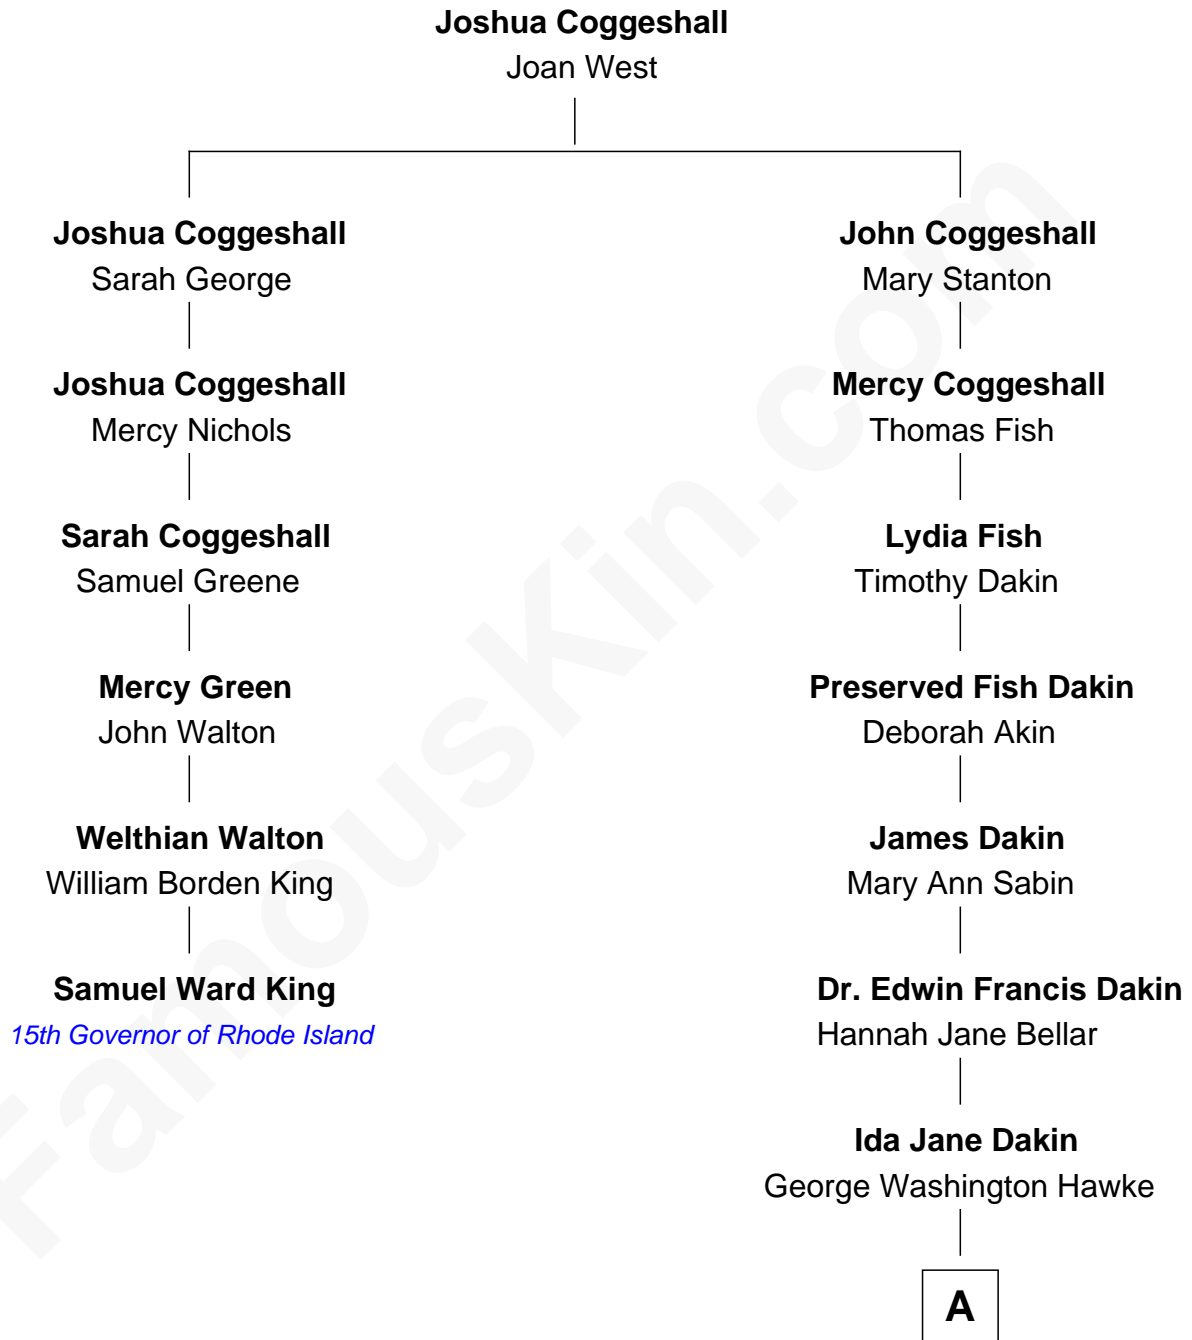 Joshua Coggeshall
Joan West
Joshua Coggeshall
Sarah George
Joshua Coggeshall
Mercy Nichols
Sarah Coggeshall
Samuel Greene
Mercy Green
John Walton
Welthian Walton
William Borden King
Samuel Ward King
15th Governor of Rhode Island
John Coggeshall
Mary Stanton
Mercy Coggeshall
Thomas Fish
Lydia Fish
Timothy Dakin
Preserved Fish Dakin
Deborah Akin
James Dakin
Mary Ann Sabin
Dr. Edwin Francis Dakin
Hannah Jane Bellar
Ida Jane Dakin
George Washington Hawke
A
FamousKin.com